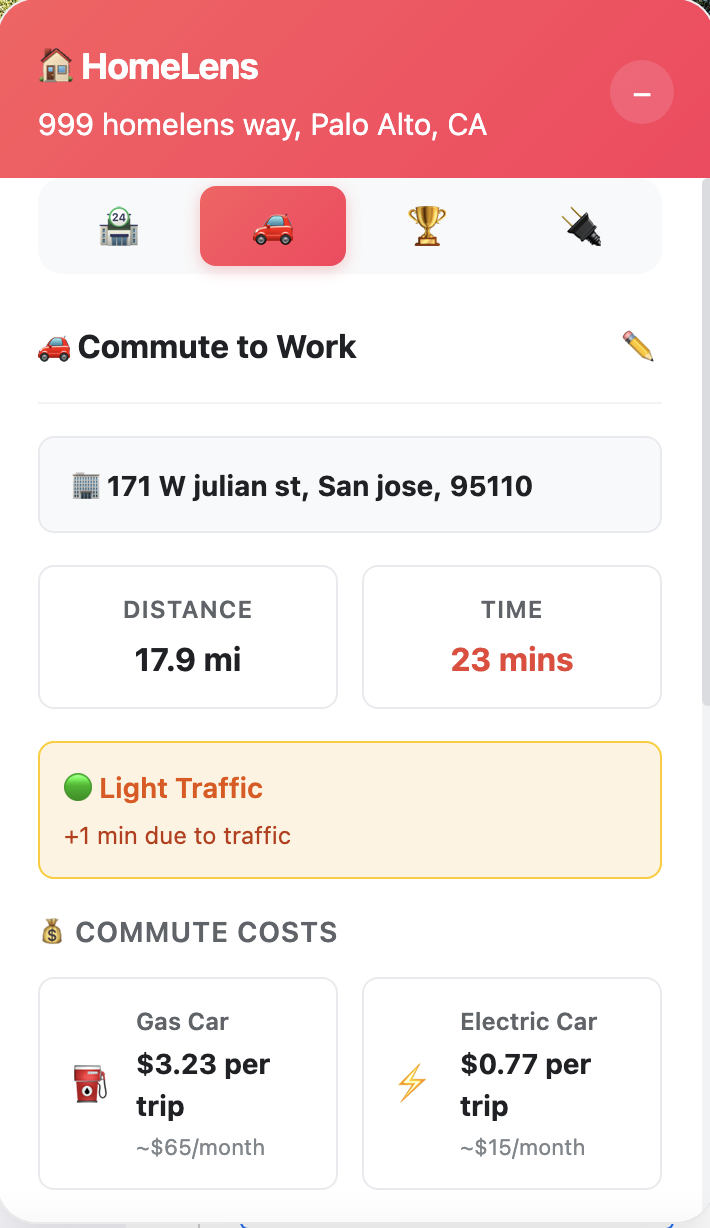 HomeLens
999 homelens way, Palo Alto, CA
24
Commute to Work
171 W julian st, San jose, 95110
DISTANCE
17.9 mi
TIME
23 mins
Light Traffic
+1 min due to traffic
COMMUTE COSTS
Gas Car
$3.23 per
trip
~$65/month
Electric Car
$0.77 per
trip
~$15/month